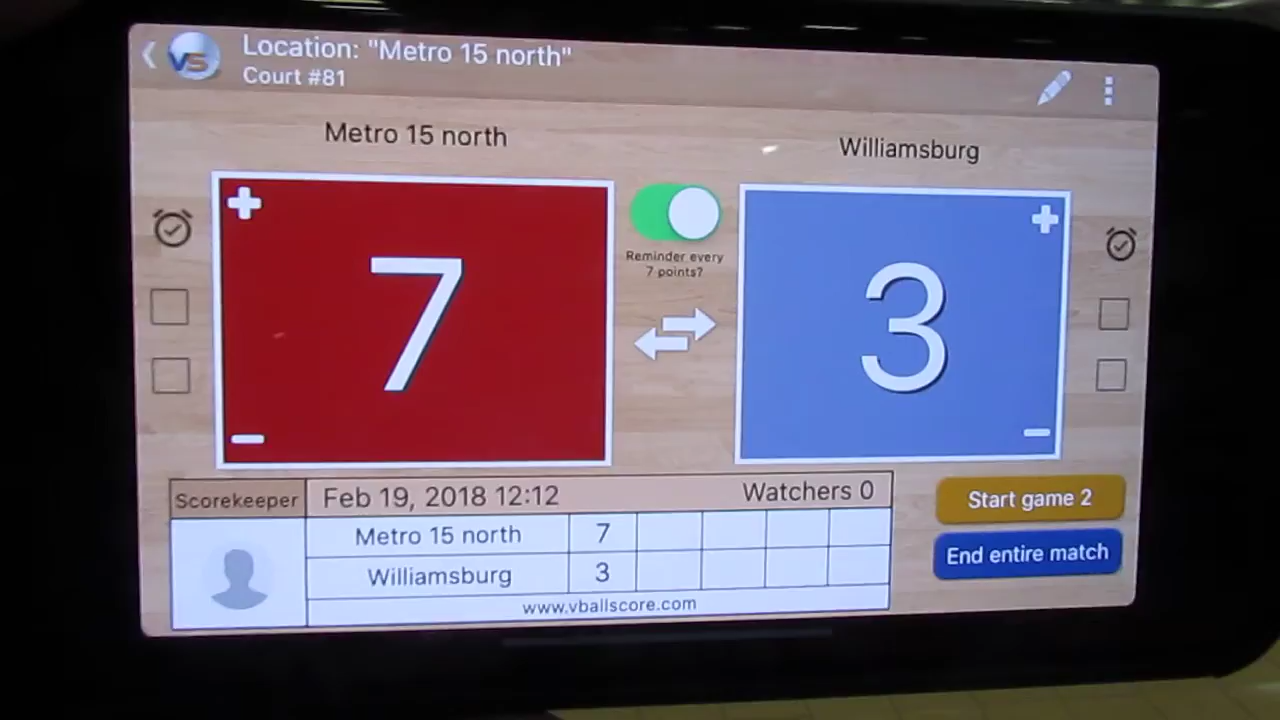 VS
Location: "Metro 15 north"
Court #81
Metro 15 north
Williamsburg
7
3
Reminder every
7 points?
Scorekeeper
Feb 19, 2018 12:12
Watchers 0
Metro 15 north 7
Williamsburg 3
www.vballscore.com
Start game 2
End entire match